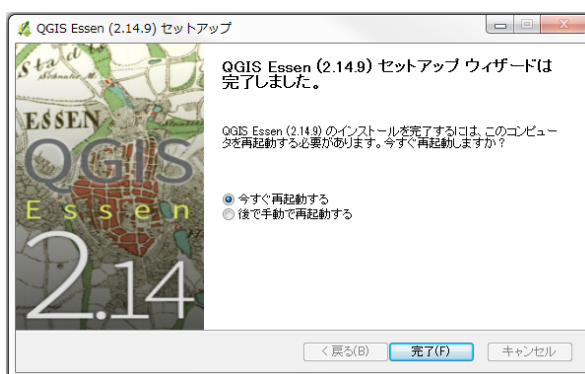 QGIS Essen (2.14.9) セットアップ
QGIS Essen (2.14.9) セットアップ ウィザードは
完了しました。
QGIS Essen (2.14.9) のインストールを完了するには、このコンピュー
タを再起動する必要があります。今すぐ再起動しますか?
今すぐ再起動する
後で手動で再起動する
ESSEN
QGIS
Essen
2.14
< 戻る(B)
完了(F)
キャンセル